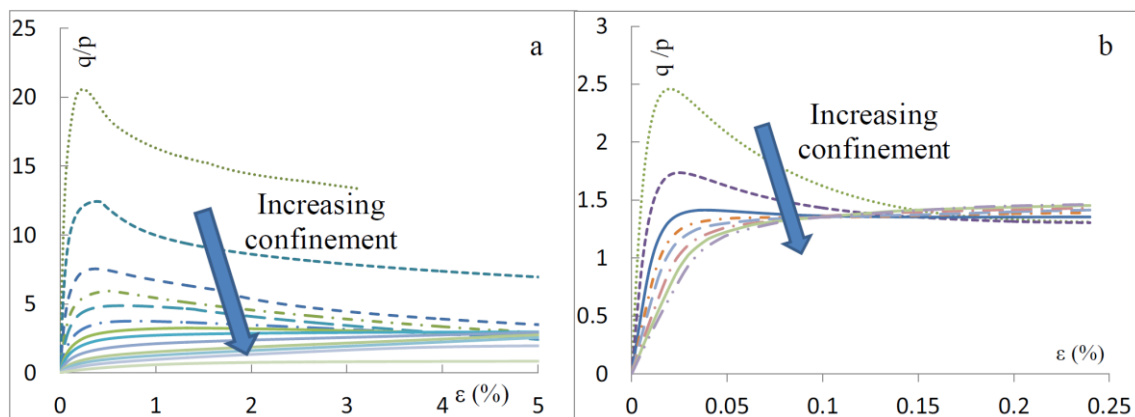 25
20
15
10
5
0
q/p
a
Increasing
confinement
0
1
2
3
4
5
ε (%)
3
2.5
2
1.5
1
0.5
0
q/p
b
Increasing
confinement
ε (%)
0
0.05
0.1
0.15
0.2
0.25